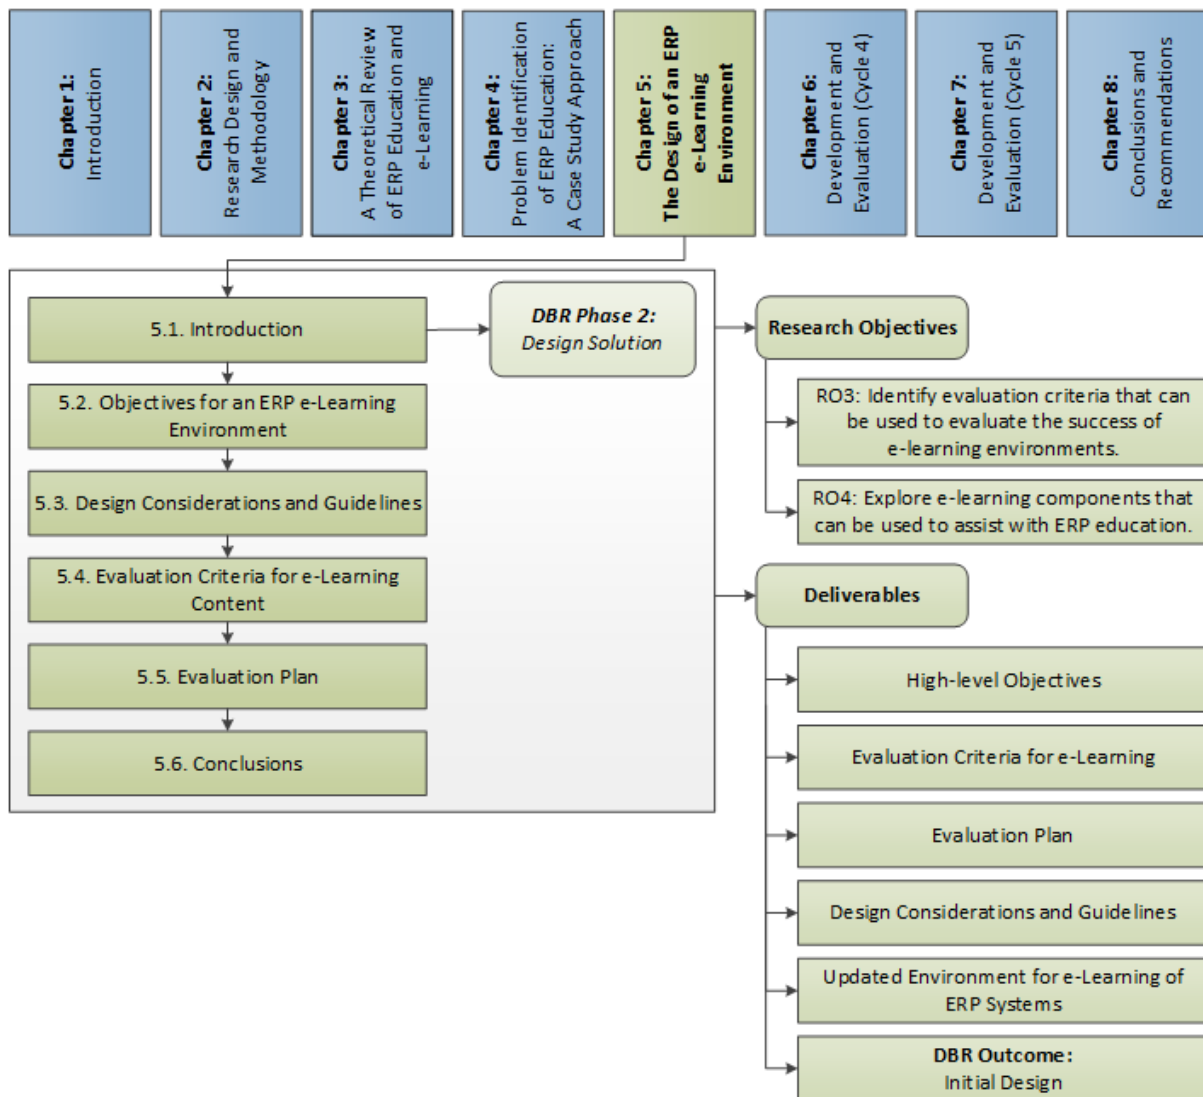 Chapter 1:
Introduction
Chapter 2:
Research Design and
Methodology
Chapter 3:
A Theoretical Review
of ERP Education and
e-Learning
Chapter 4:
Problem Identification
of ERP Education:
A Case Study Approach
Chapter 5:
The Design of an ERP
e-Learning
Environment
Chapter 6:
Development and
Evaluation (Cycle 4)
Chapter 7:
Development and
Evaluation (Cycle 5)
Chapter 8:
Conclusions and
Recommendations
5.1. Introduction
DBR Phase 2:
Design Solution
5.2. Objectives for an ERP e-Learning
Environment
5.3. Design Considerations and Guidelines
5.4. Evaluation Criteria for e-Learning
Content
5.5. Evaluation Plan
5.6. Conclusions
Research Objectives
RO3: Identify evaluation criteria that can
be used to evaluate the success of
e-learning environments.
RO4: Explore e-learning components that
can be used to assist with ERP education.
Deliverables
High-level Objectives
Evaluation Criteria for e-Learning
Evaluation Plan
Design Considerations and Guidelines
Updated Environment for e-Learning of
ERP Systems
DBR Outcome:
Initial Design